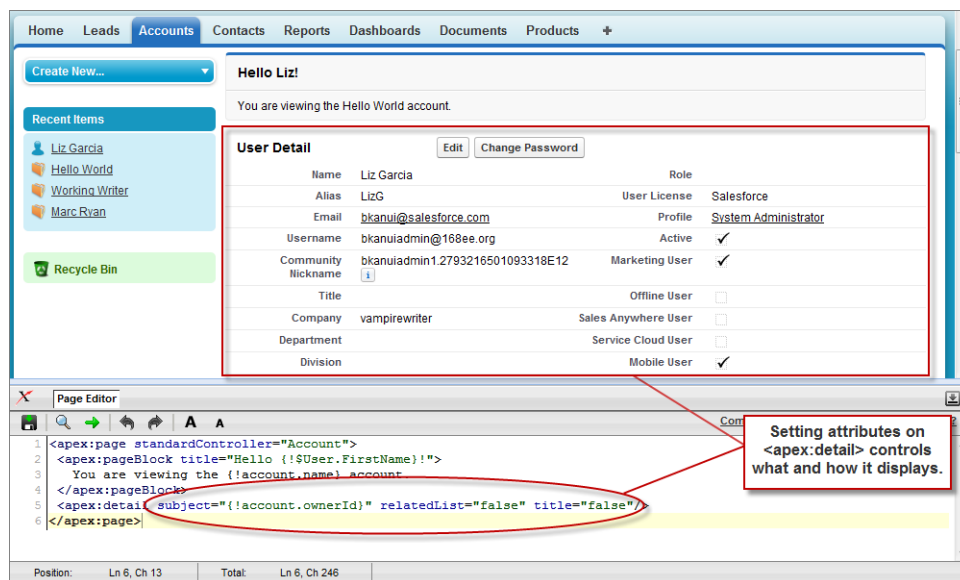 Home Leads Accounts Contacts Reports Dashboards Documents Products +
Create New...
Hello Liz!
You are viewing the Hello World account.
Recent Items
Liz Garcia
Hello World
Working Writer
Marc Ryan
Recycle Bin
User Detail Edit Change Password
Name Liz Garcia Role
Alias LizG User License Salesforce
Email bkanui@salesforce.com Profile System Administrator
Username bkanuiadmin@168ee.org Active ✓
Community Nickname bkanuiadmin1.2793216501093318E12 Marketing User ✓
i
Title Offline User
Company vampirewriter Sales Anywhere User
Department Service Cloud User
Division Mobile User ✓
Page Editor
A A Com ?
1 <apex:page standardController="Account">
2 <apex:pageBlock title="Hello {!$User.FirstName}!">
3 You are viewing the {!account.name} account.
4 </apex:pageBlock>
5 <apex:detail subject="{!account.ownerId}" relatedList="false" title="false"/>
6 </apex:page>
Setting attributes on
<apex:detail> controls
what and how it displays.
Position: Ln 6, Ch 13 Total: Ln 6, Ch 246